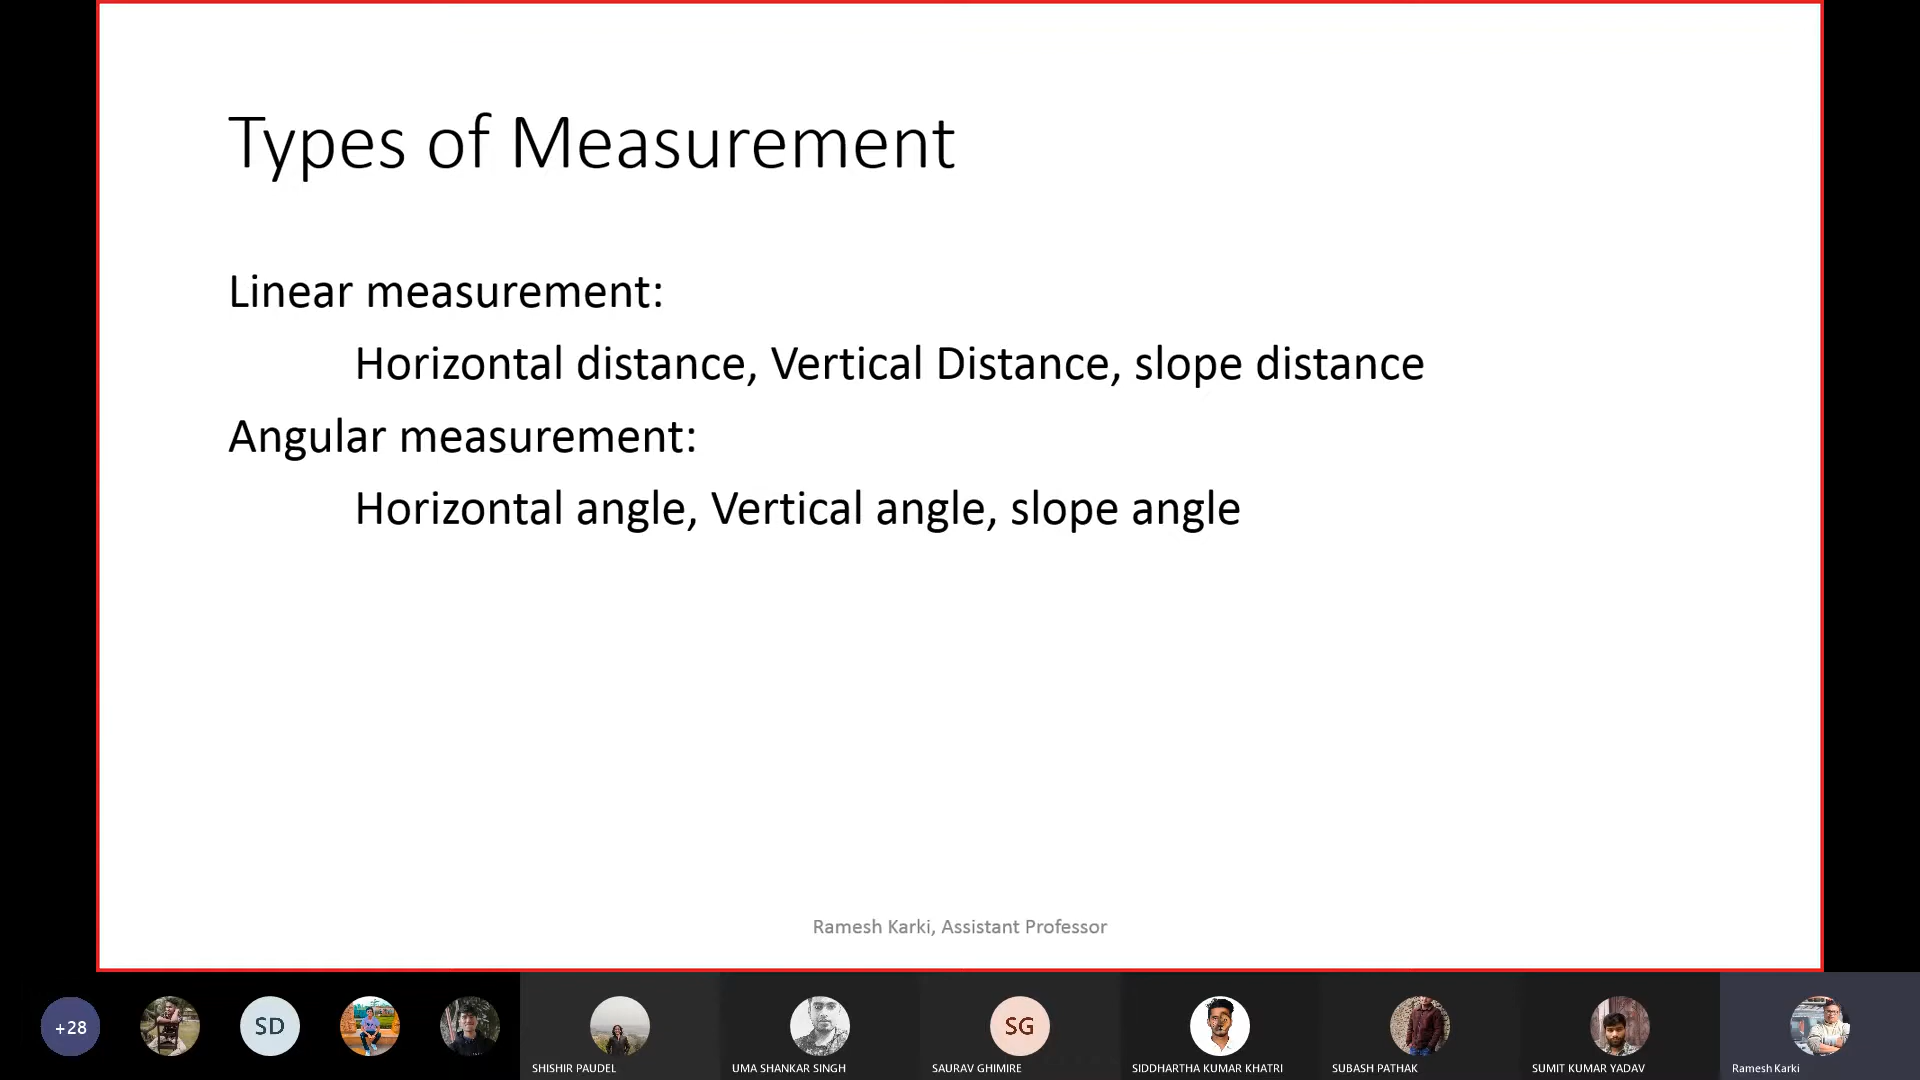 Types of Measurement
Linear measurement:
Horizontal distance, Vertical Distance, slope distance
Angular measurement:
Horizontal angle, Vertical angle, slope angle
Ramesh Karki, Assistant Professor
+28
SD
SG
SHISHIR PAUDEL
UMA SHANKAR SINGH
SAURAV GHIMIRE
SIDDHARTHA KUMAR KHATRI
SUBASH PATHAK
SUMIT KUMAR YADAV
Ramesh Karki